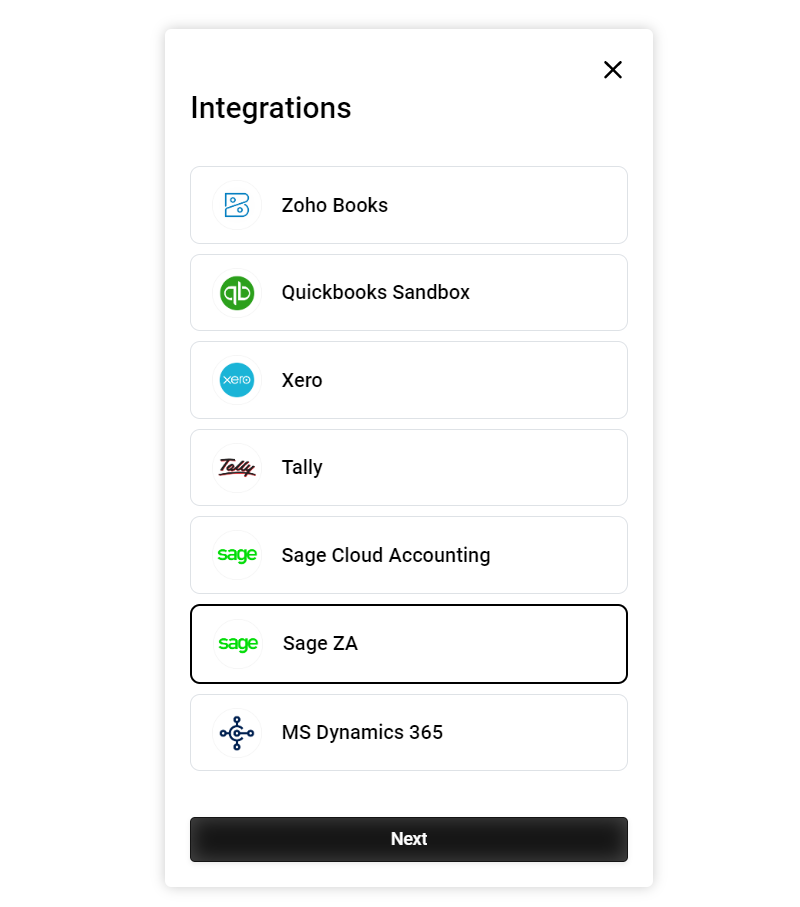 Integrations
Zoho Books
qb
Quickbooks Sandbox
xero
Xero
Tally
Tally
sage
Sage Cloud Accounting
sage
Sage ZA
MS Dynamics 365
Next